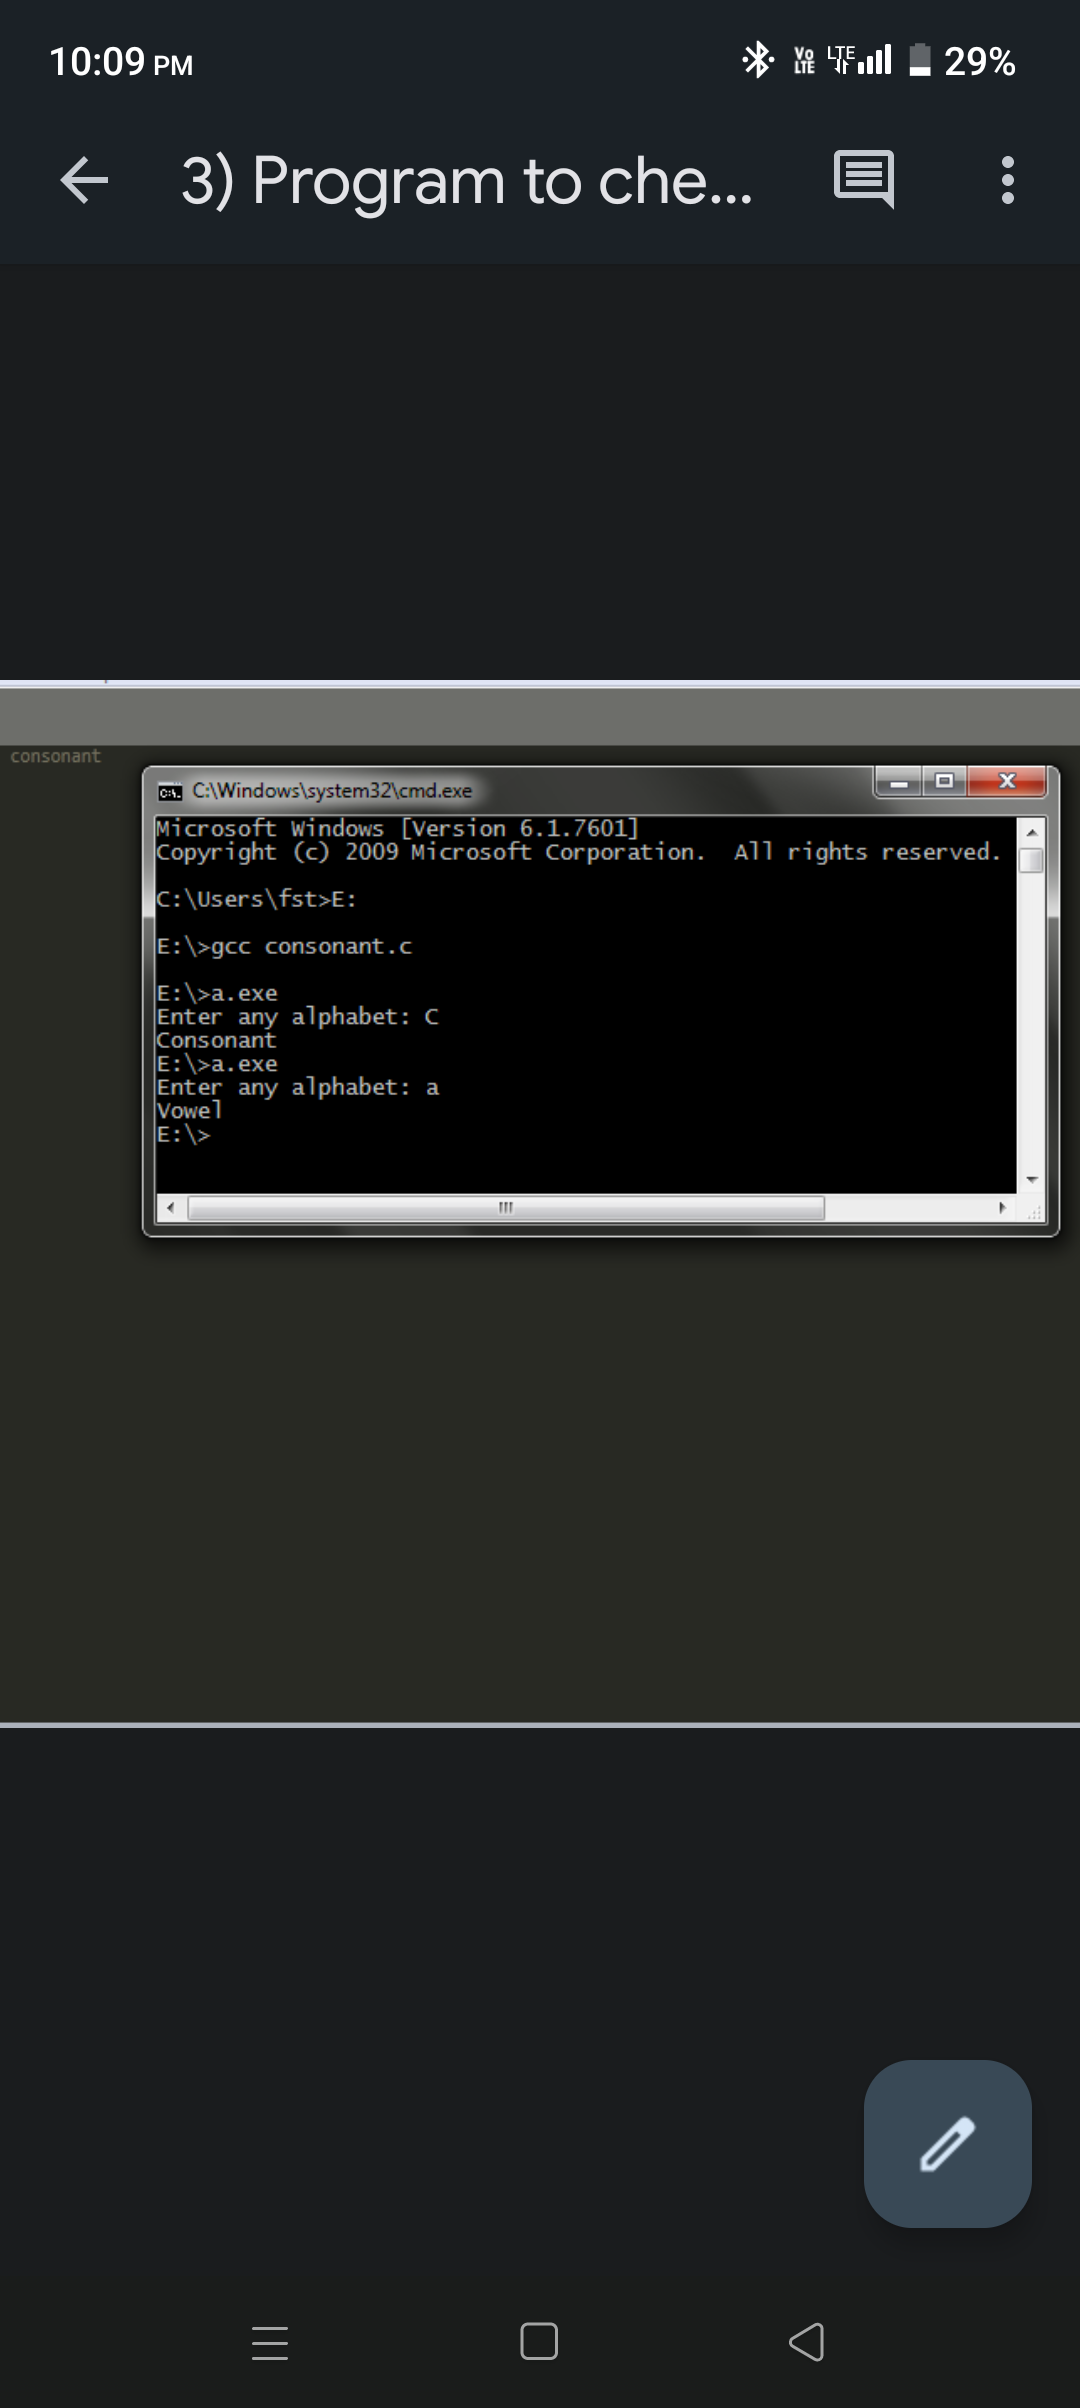 10:09 PM
Vo LTE LTE 29%
3) Program to che...
consonant
C:\Windows\system32\cmd.exe
Microsoft Windows [Version 6.1.7601]
Copyright (c) 2009 Microsoft Corporation.  All rights reserved.
C:\Users\fst>E:
E:\>gcc consonant.c
E:\>a.exe
Enter any alphabet: C
Consonant
E:\>a.exe
Enter any alphabet: a
Vowel
E:\>